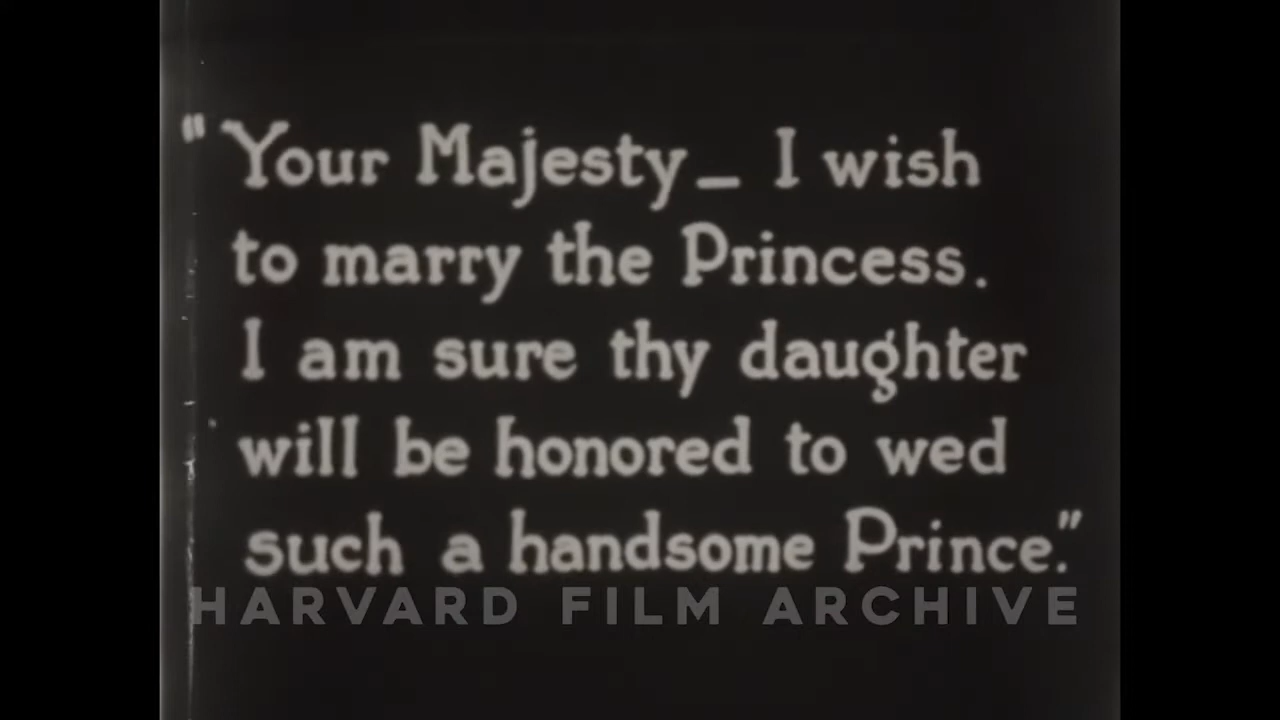 "Your Majesty — I wish
to marry the Princess.
I am sure thy daughter
will be honored to wed
such a handsome Prince."
HARVARD FILM ARCHIVE